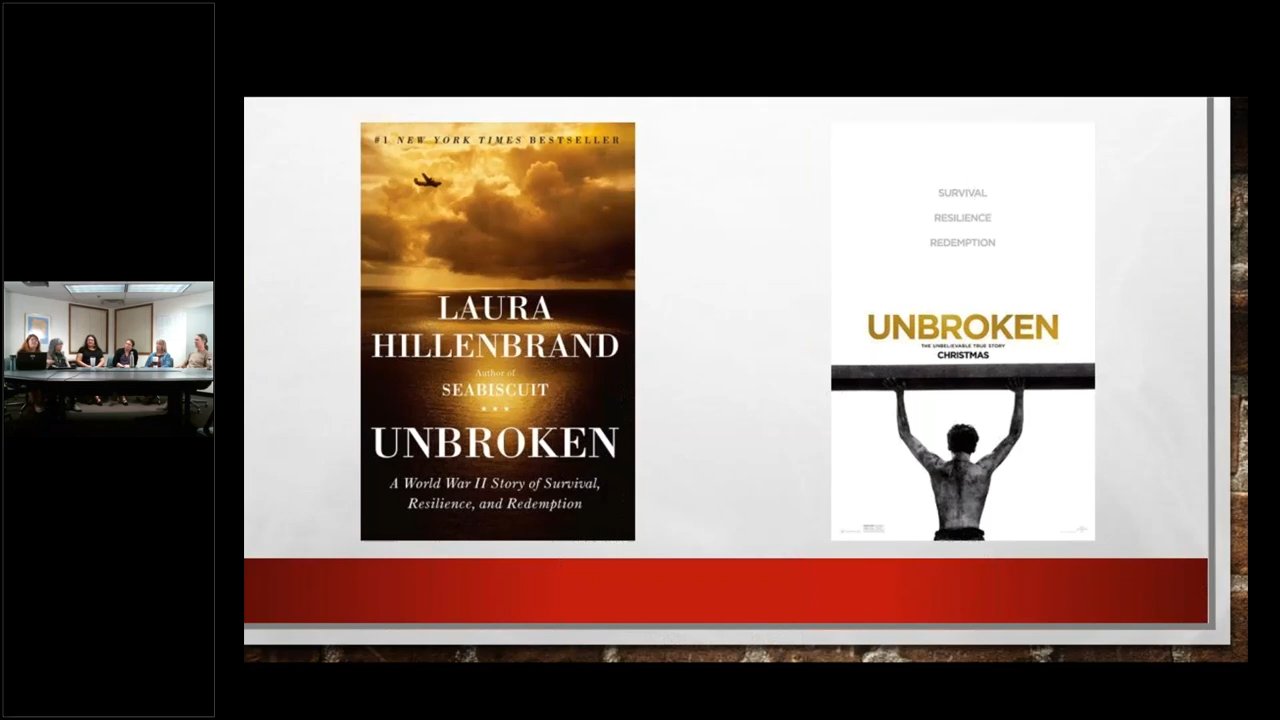 #1 NEW YORK TIMES BESTSELLER
LAURA
HILLENBRAND
Author of
SEABISCUIT
UNBROKEN
A World War II Story of Survival,
Resilience, and Redemption
SURVIVAL
RESILIENCE
REDEMPTION
UNBROKEN
THE UNBELIEVABLE TRUE STORY
CHRISTMAS